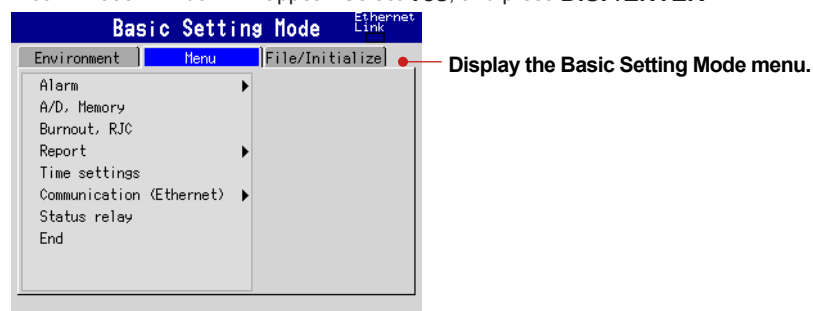 Basic Setting Mode
Ethernet
Link
Environment
Menu
File/Initialize
Display the Basic Setting Mode menu.
Alarm
A/D, Memory
Burnout, RJC
Report
Time settings
Communication (Ethernet)
Status relay
End